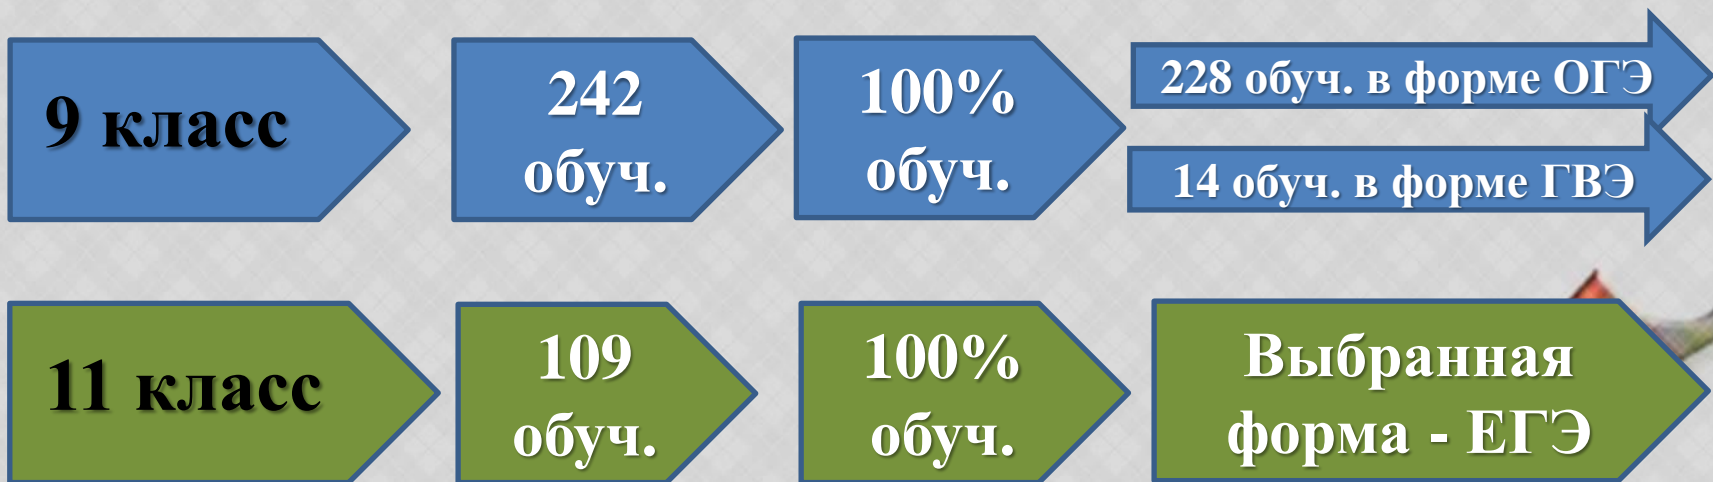 9 класс
242
обуч.
100%
обуч.
228 обуч. в форме ОГЭ
14 обуч. в форме ГВЭ
11 класс
109
обуч.
100%
обуч.
Выбранная
форма - ЕГЭ